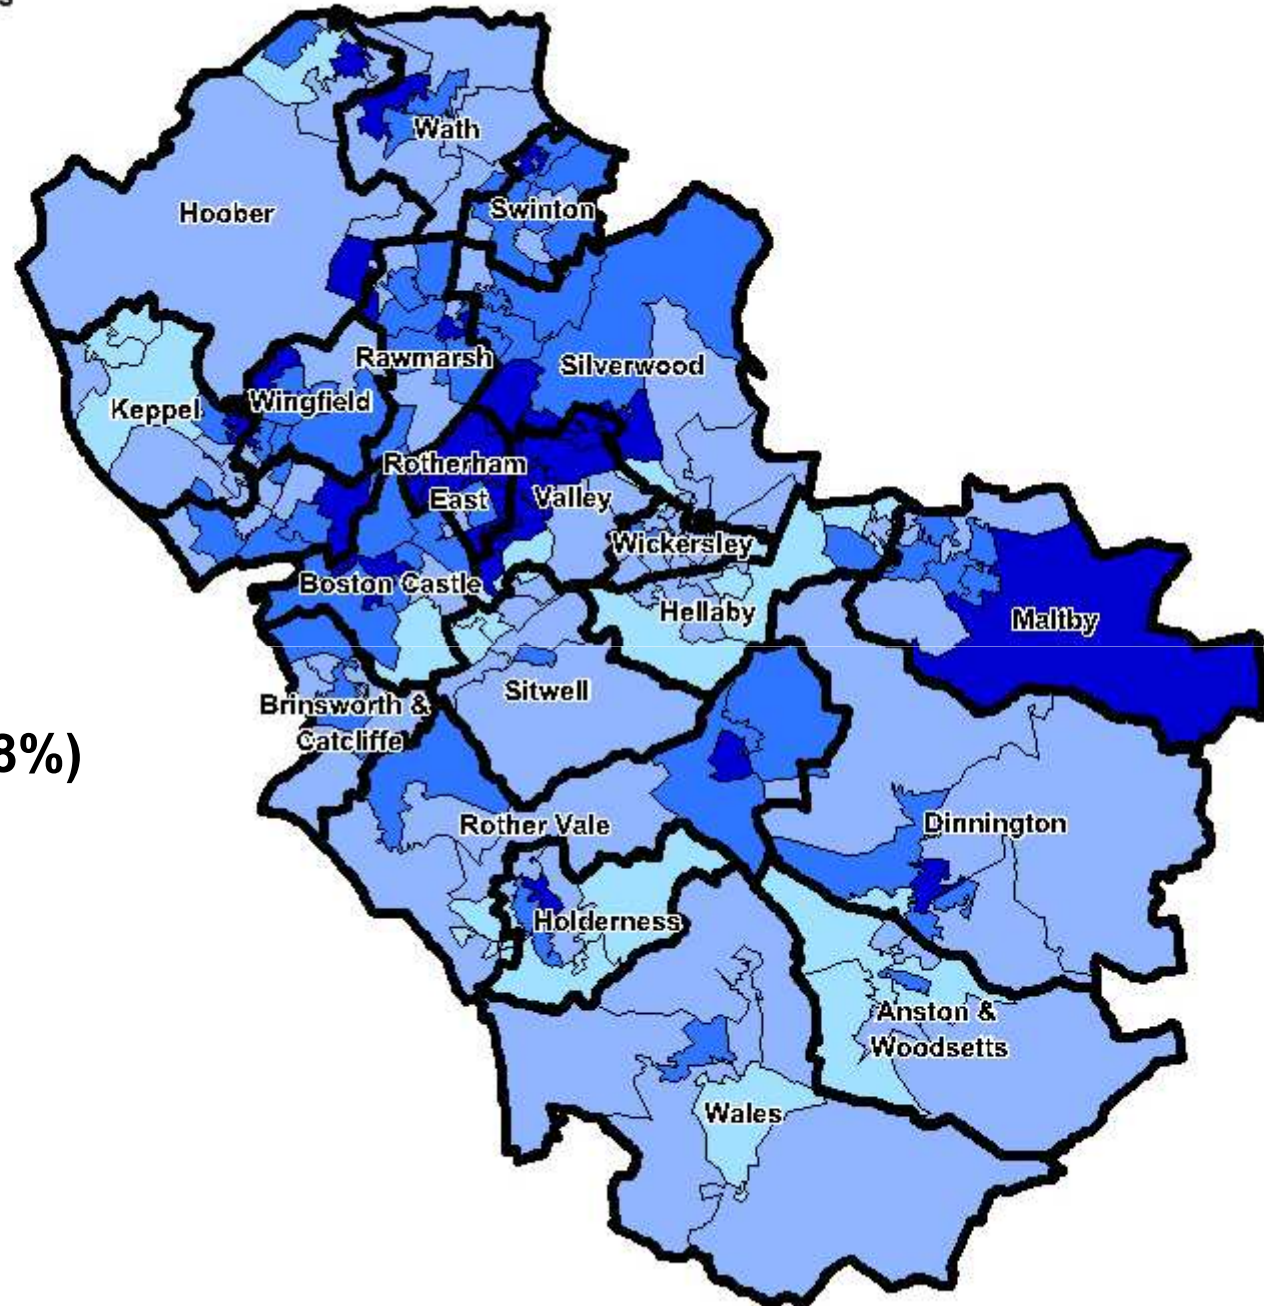 Wath
Swinton
Hoober
Rawmarsh
Silverwood
Keppel
Wingfield
Rotherham
East
Valley
Wickersley
Boston Castle
Hellaby
Maltby
Sitwell
Brinsworth &
Catcliffe
8%)
Rother Vale
Dinnington
Holderness
Anston &
Woodsetts
Wales